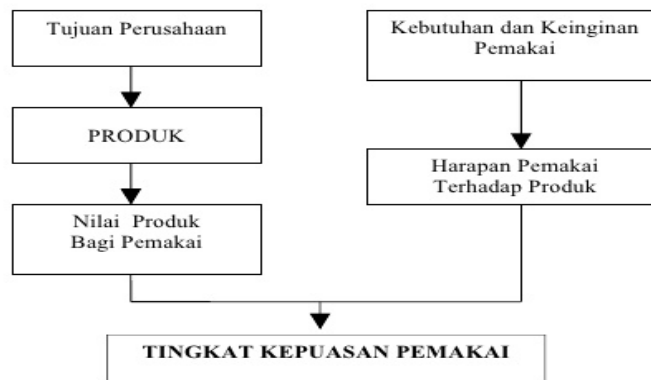 Tujuan Perusahaan
PRODUK
Nilai Produk
Bagi Pemakai
Kebutuhan dan Keinginan
Pemakai
Harapan Pemakai
Terhadap Produk
TINGKAT KEPUASAN PEMAKAI